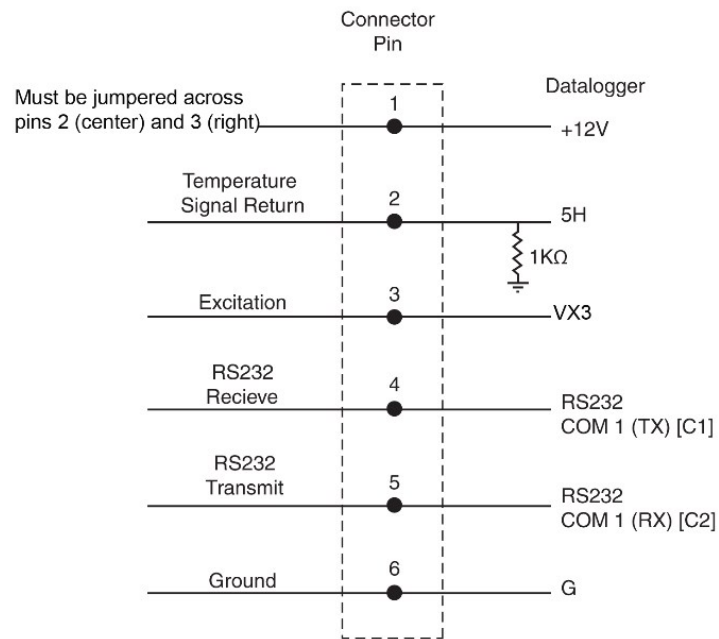 Connector
Pin
Datalogger
Must be jumpered across
pins 2 (center) and 3 (right)
1
+12V
Temperature
Signal Return
2
5H
1KΩ
Excitation
3
VX3
RS232
Recieve
4
RS232
COM 1 (TX) [C1]
RS232
Transmit
5
RS232
COM 1 (RX) [C2]
Ground
6
G